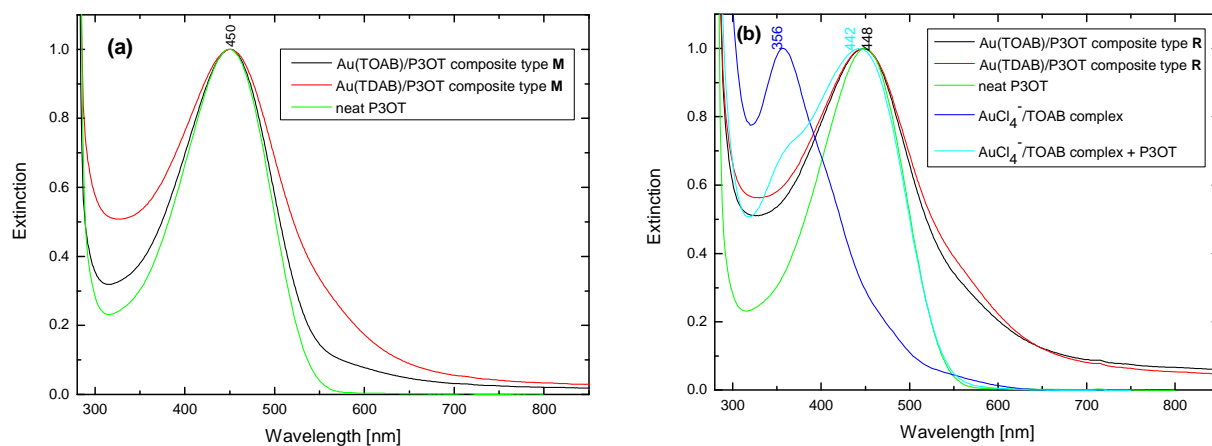 (a)
450
Au(TOAB)/P3OT composite type M
Au(TDAB)/P3OT composite type M
neat P3OT
Extinction
1.0
0.8
0.6
0.4
0.2
0.0
300 400 500 600 700 800
Wavelength [nm]
(b)
356
442
448
Au(TOAB)/P3OT composite type R
Au(TDAB)/P3OT composite type R
neat P3OT
AuCl4-/TOAB complex
AuCl4-/TOAB complex + P3OT
Extinction
1.0
0.8
0.6
0.4
0.2
0.0
300 400 500 600 700 800
Wavelength [nm]